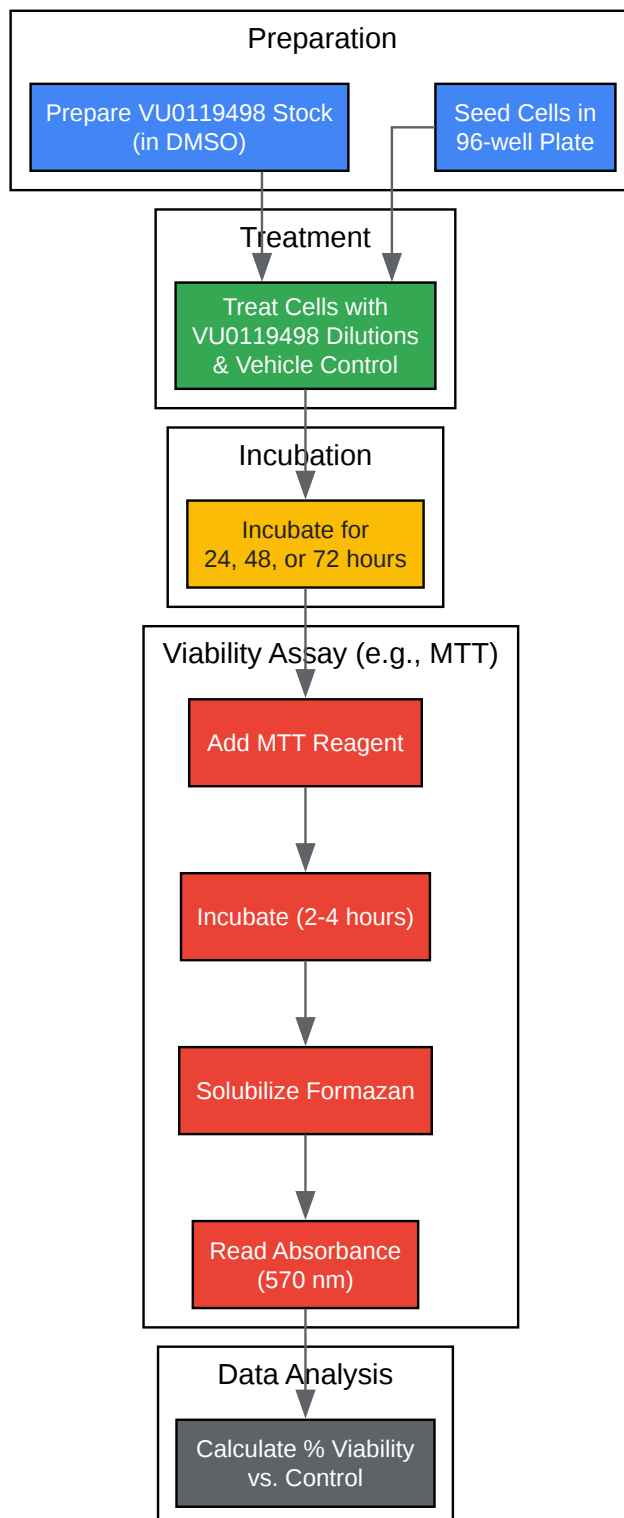 Preparation
Prepare VU0119498 Stock
(in DMSO)
Seed Cells in
96-well Plate
Treatment
Treat Cells with
VU0119498 Dilutions
& Vehicle Control
Incubation
Incubate for
24, 48, or 72 hours
Viability Assay (e.g., MTT)
Add MTT Reagent
Incubate (2-4 hours)
Solubilize Formazan
Read Absorbance
(570 nm)
Data Analysis
Calculate % Viability
vs. Control